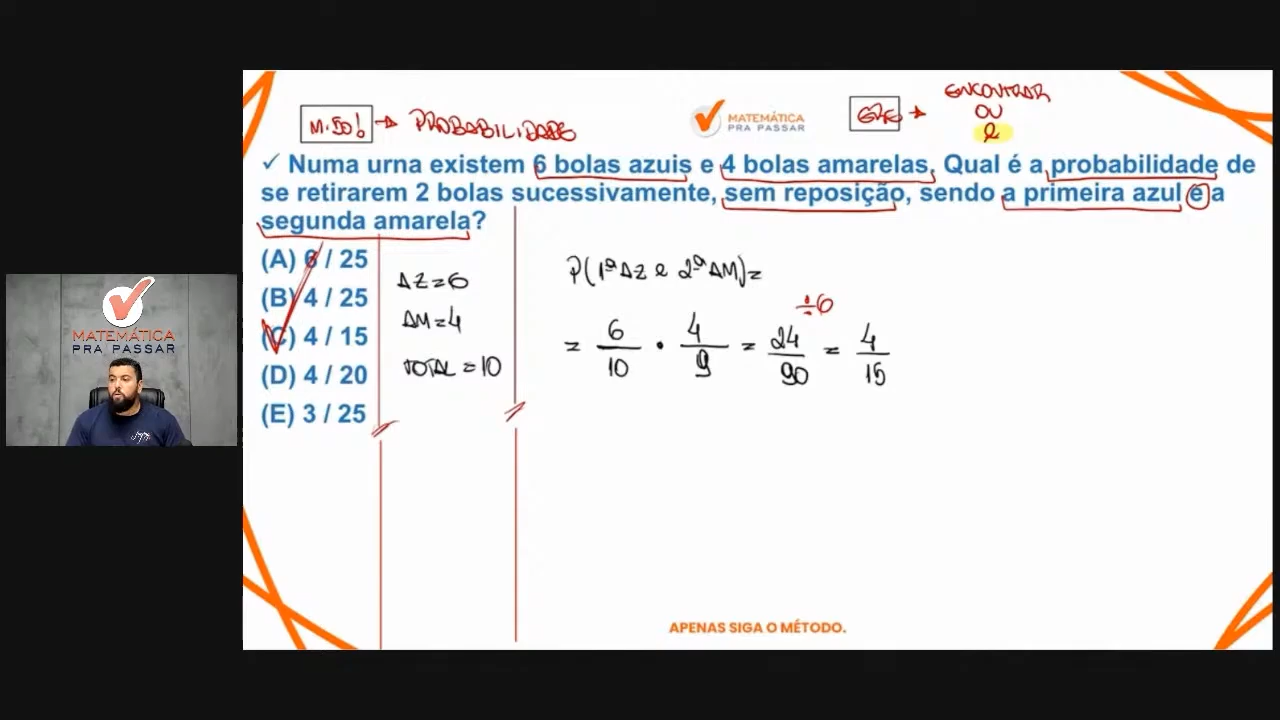 M.50! → PROBABILIDADE
MATEMÁTICA
PRA PASSAR
→ ENCONTRAR
OU
e
✓ Numa urna existem 6 bolas azuis e 4 bolas amarelas. Qual é a probabilidade de
se retirarem 2 bolas sucessivamente, sem reposição, sendo a primeira azul e a
segunda amarela?
(A) 6 / 25
(B) 4 / 25
(C) 4 / 15
(D) 4 / 20
(E) 3 / 25
AZ = 6
AM = 4
TOTAL = 10
P(1ª AZ e 2ª AM) =
÷6
= 6/10 • 4/9 = 24/90 = 4/15
MATEMÁTICA
PRA PASSAR
APENAS SIGA O MÉTODO.